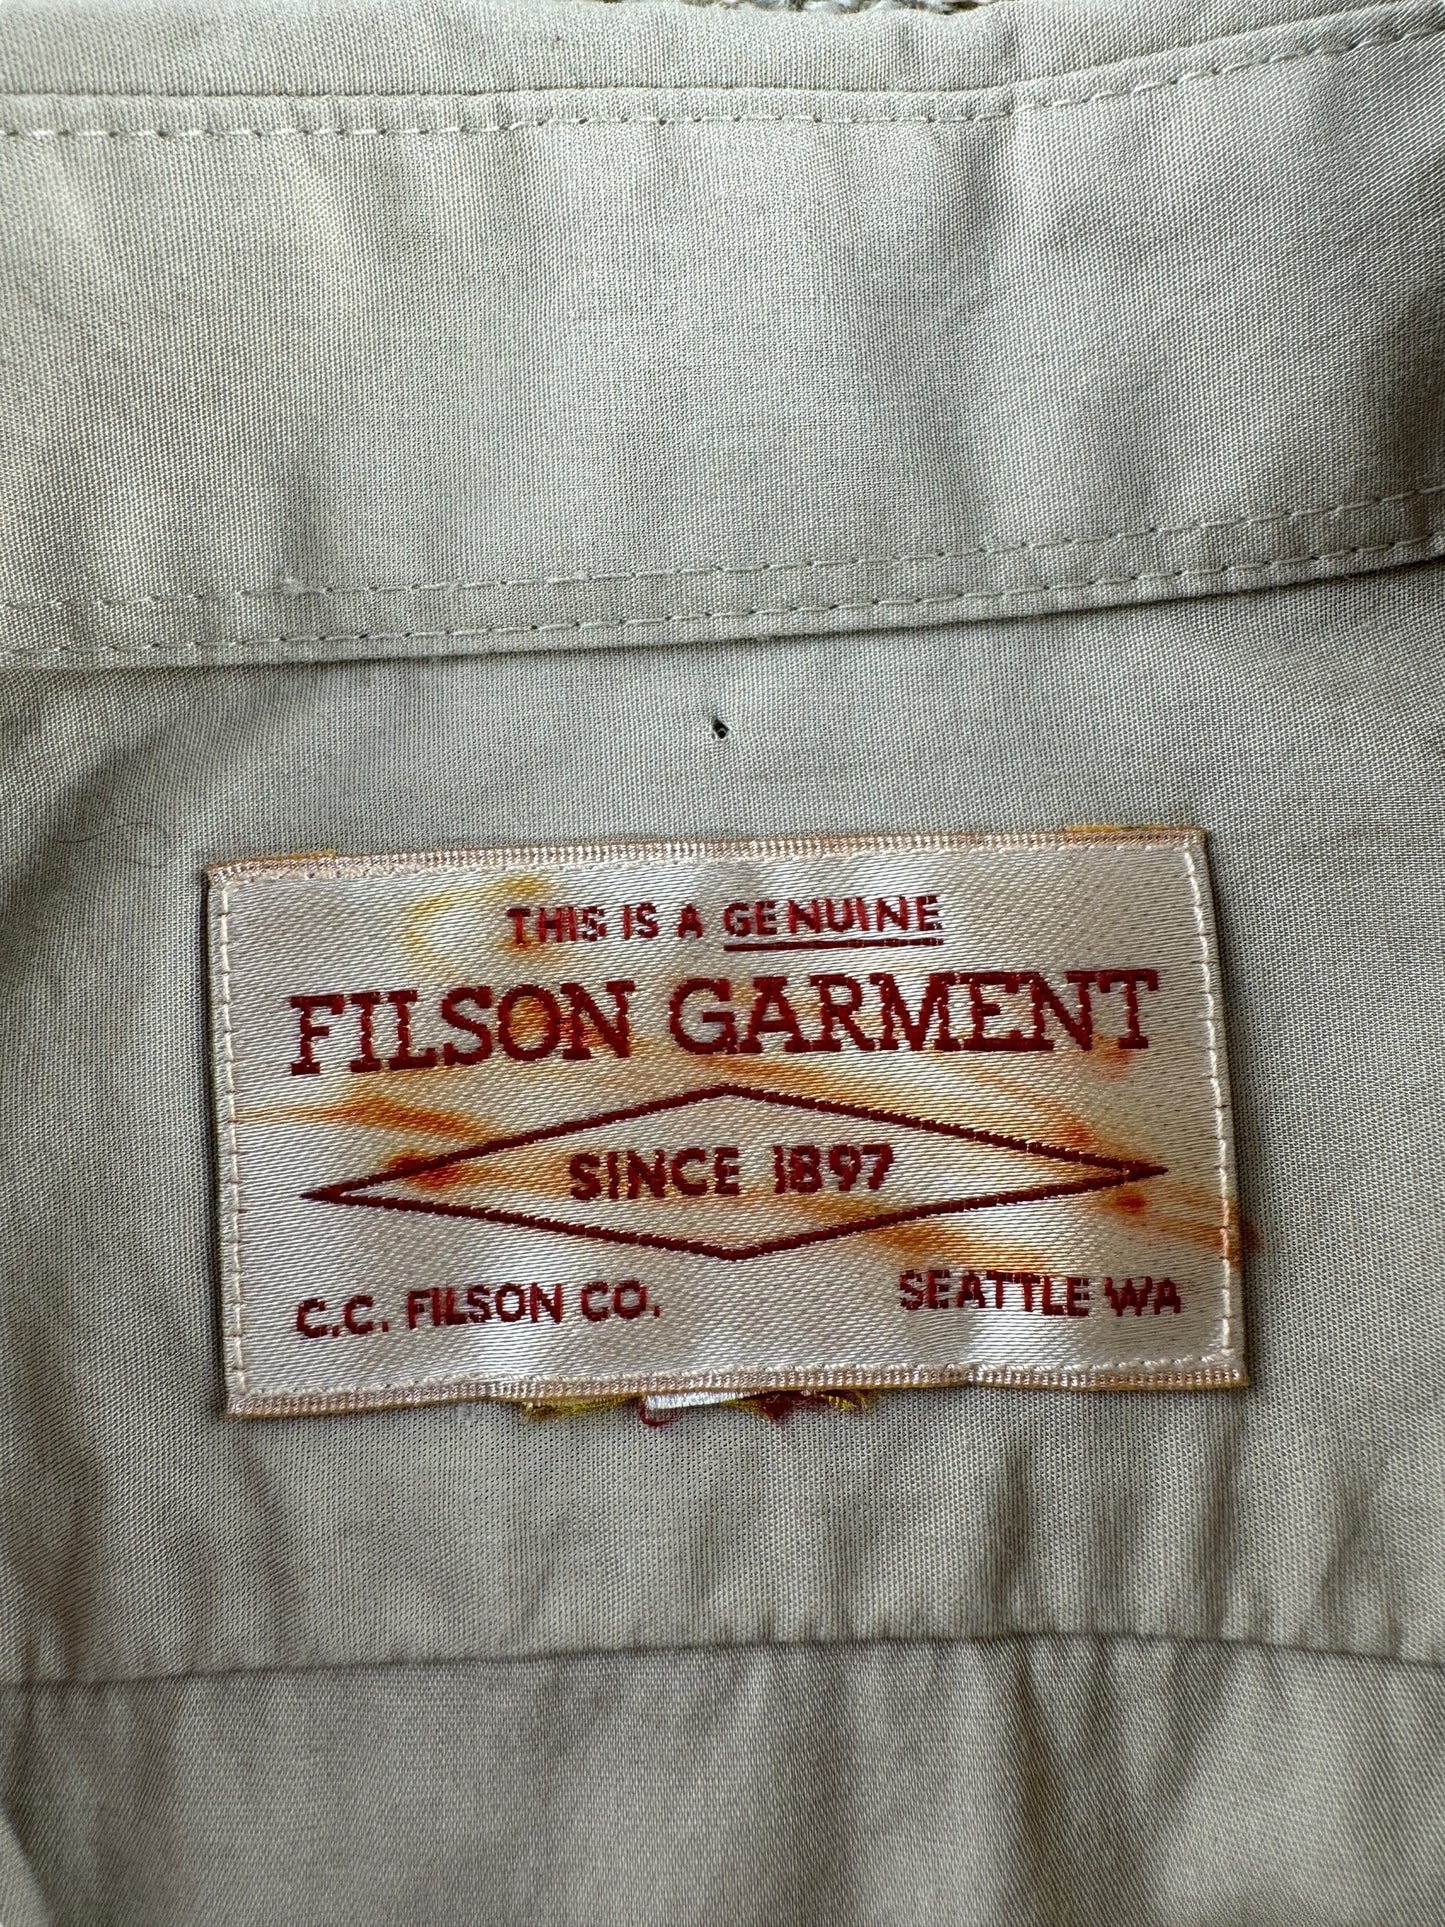 THIS IS A GENUINE
FILSON GARMENT
SINCE 1897
C.C. FILSON CO. SEATTLE WA